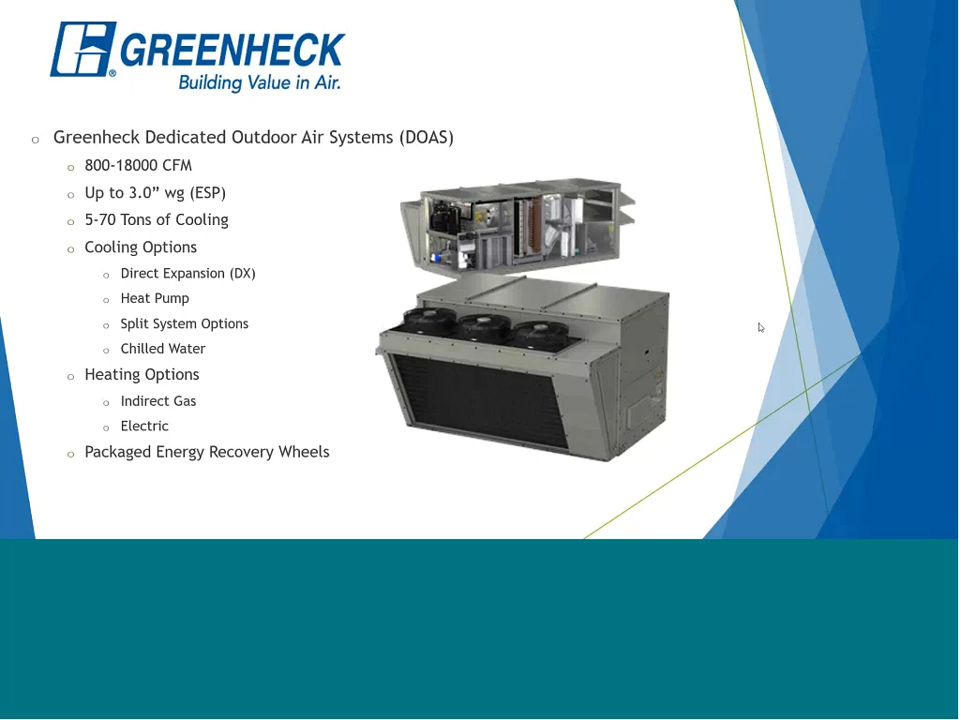 GREENHECK
Building Value in Air.
Greenheck Dedicated Outdoor Air Systems (DOAS)
800-18000 CFM
Up to 3.0” wg (ESP)
5-70 Tons of Cooling
Cooling Options
Direct Expansion (DX)
Heat Pump
Split System Options
Chilled Water
Heating Options
Indirect Gas
Electric
Packaged Energy Recovery Wheels